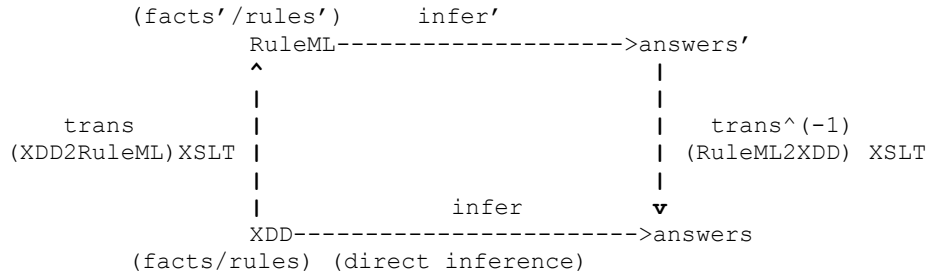 (facts′/rules′) infer′
RuleML-------------------->answers′
^ |
| |
| |
trans | | trans^(-1)
(XDD2RuleML)XSLT | | (RuleML2XDD) XSLT
| |
| infer v
XDD------------------------>answers
(facts/rules) (direct inference)